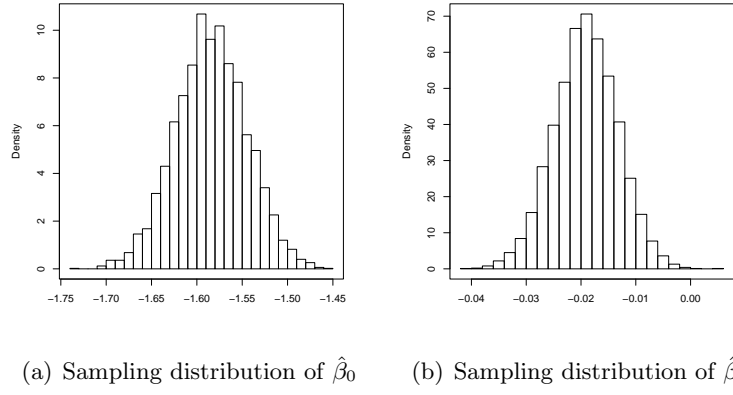 Density
10
8
6
4
2
0
−1.75 −1.70 −1.65 −1.60 −1.55 −1.50 −1.45
(a) Sampling distribution of β̂₀
Density
70
60
50
40
30
20
10
0
−0.04 −0.03 −0.02 −0.01 0.00
(b) Sampling distribution of β̂